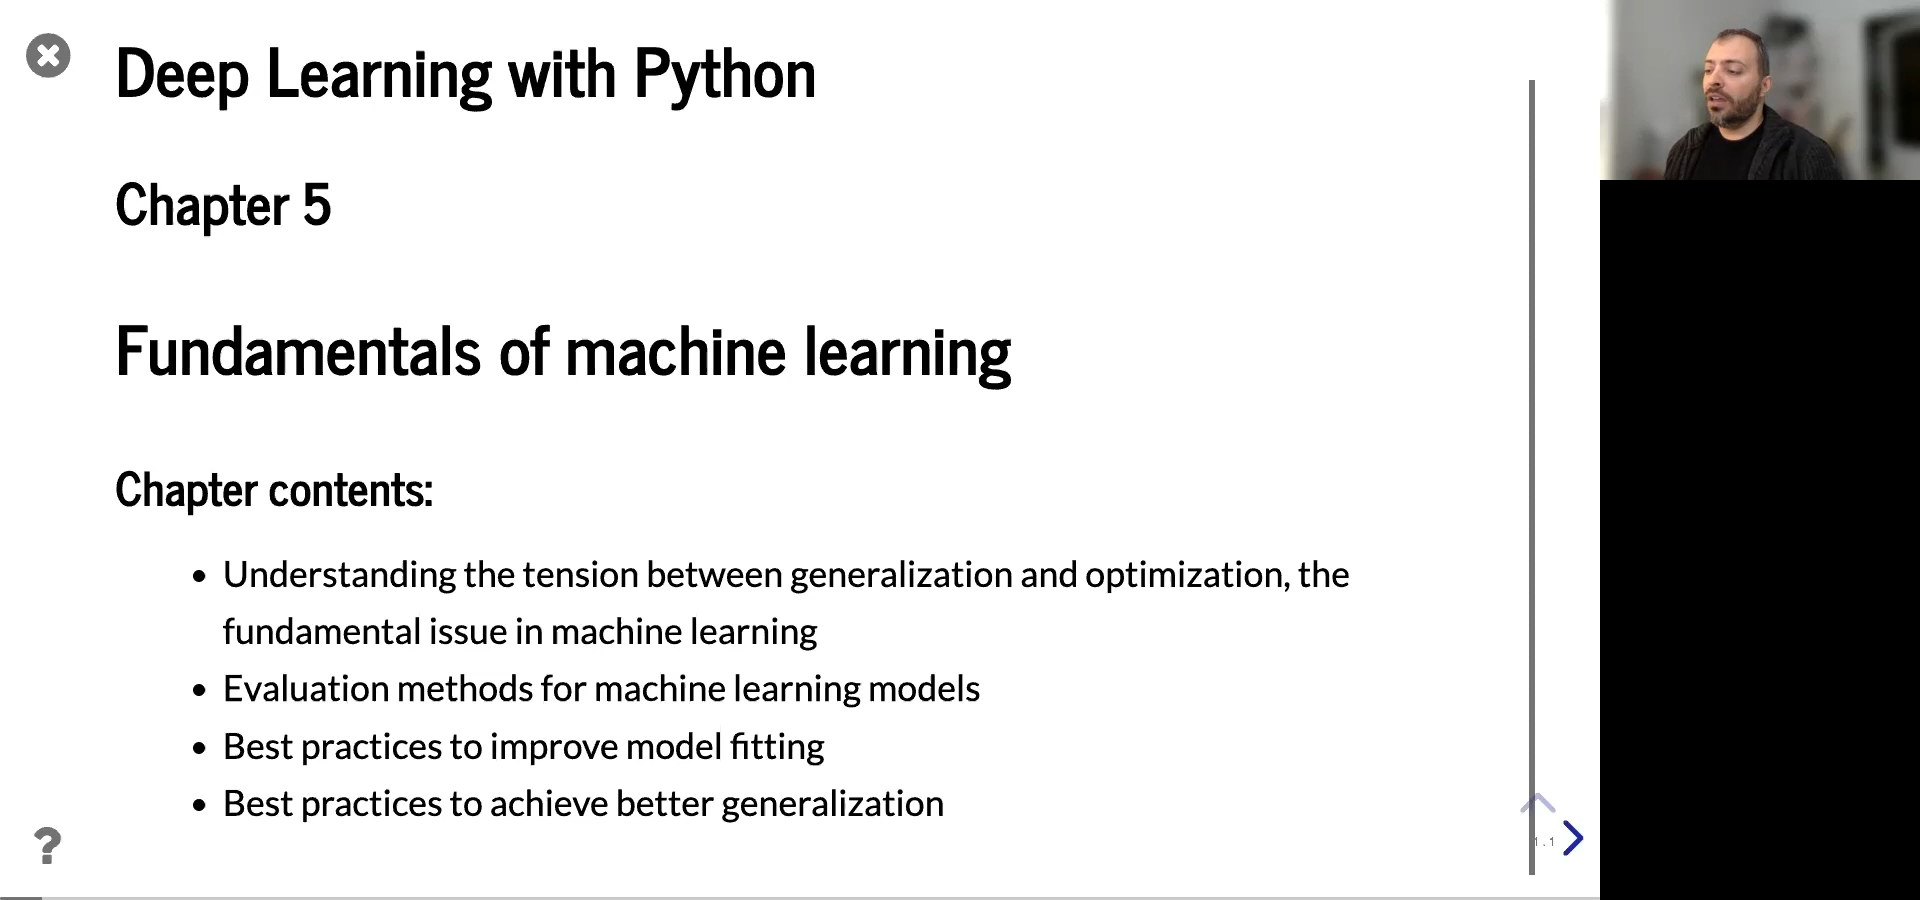 Deep Learning with Python
Chapter 5
Fundamentals of machine learning
Chapter contents:
• Understanding the tension between generalization and optimization, the
fundamental issue in machine learning
• Evaluation methods for machine learning models
• Best practices to improve model fitting
• Best practices to achieve better generalization
?
1.1